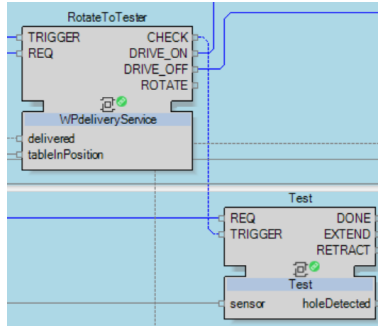 RotateToTester
TRIGGER CHECK
REQ DRIVE_ON
DRIVE_OFF
ROTATE
WPdeliveryService
delivered
tableInPosition
Test
REQ DONE
TRIGGER EXTEND
RETRACT
Test
sensor holeDetected